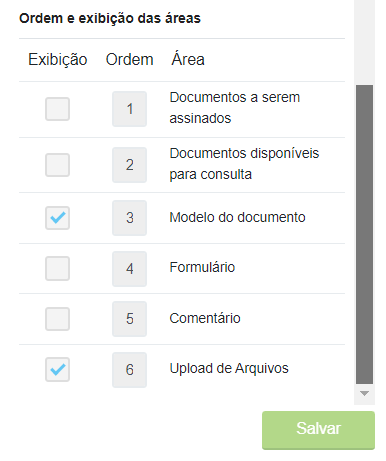 Ordem e exibição das áreas
Exibição Ordem Área
1 Documentos a serem
assinados
2 Documentos disponíveis
para consulta
3 Modelo do documento
4 Formulário
5 Comentário
6 Upload de Arquivos
Salvar